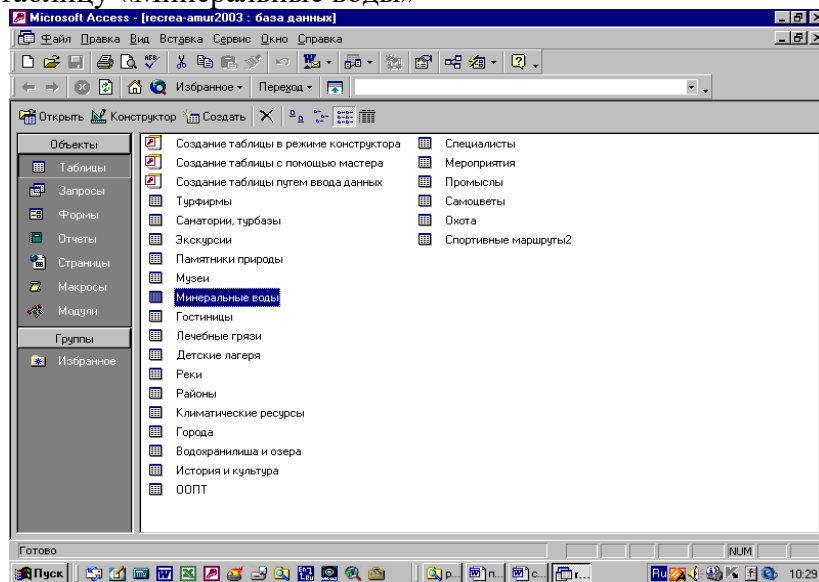 таблицу «Минеральные воды»
Microsoft Access - [recrea-amur2003 : база данных]
Файл Правка Вид Вставка Сервис Окно Справка
Избранное Переход
Открыть Конструктор Создать
Объекты
Таблицы
Запросы
Формы
Отчеты
Страницы
Макросы
Модули
Группы
Избранное
Создание таблицы в режиме конструктора
Создание таблицы с помощью мастера
Создание таблицы путем ввода данных
Турфирмы
Санатории, турбазы
Экскурсии
Памятники природы
Музеи
Минеральные воды
Гостиницы
Лечебные грязи
Детские лагеря
Реки
Районы
Климатические ресурсы
Города
Водохранилиша и озера
История и культура
ООПТ
Специалисты
Мероприятия
Промыслы
Самоцветы
Охота
Спортивные маршруты2
Готово
NUM
Пуск
р...
п...
с...
r...
Ru
10:29